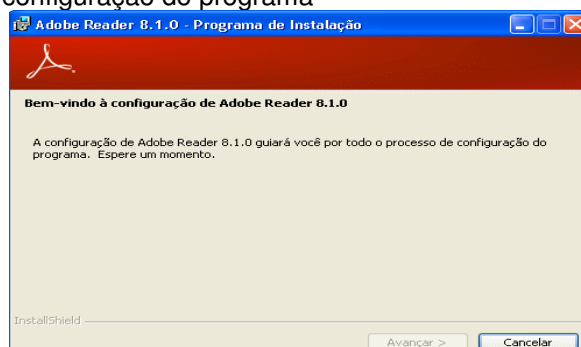 configuração do programa
Adobe Reader 8.1.0 - Programa de Instalação
Bem-vindo à configuração de Adobe Reader 8.1.0
A configuração de Adobe Reader 8.1.0 guiará você por todo o processo de configuração do
programa. Espere um momento.
InstallShield
Avançar >
Cancelar